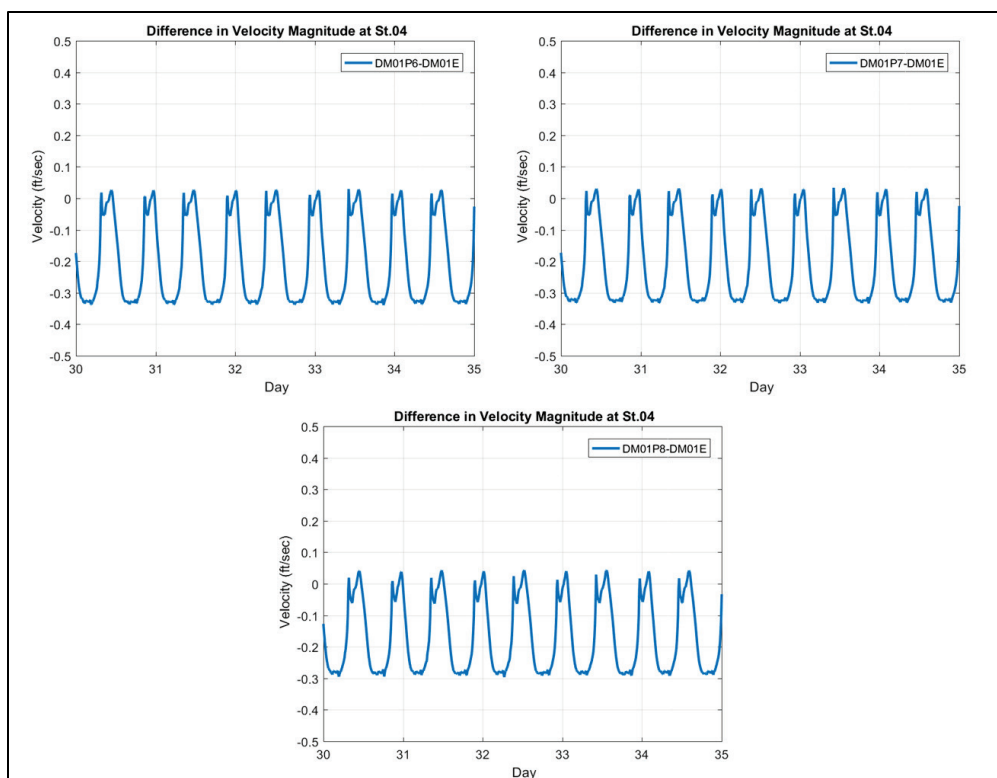 Difference in Velocity Magnitude at St.04
DM01P6-DM01E
Velocity (ft/sec)
0.5
0.4
0.3
0.2
0.1
0
-0.1
-0.2
-0.3
-0.4
-0.5
30 31 32 33 34 35
Day
Difference in Velocity Magnitude at St.04
DM01P7-DM01E
Velocity (ft/sec)
0.5
0.4
0.3
0.2
0.1
0
-0.1
-0.2
-0.3
-0.4
-0.5
30 31 32 33 34 35
Day
Difference in Velocity Magnitude at St.04
DM01P8-DM01E
Velocity (ft/sec)
0.5
0.4
0.3
0.2
0.1
0
-0.1
-0.2
-0.3
-0.4
-0.5
30 31 32 33 34 35
Day